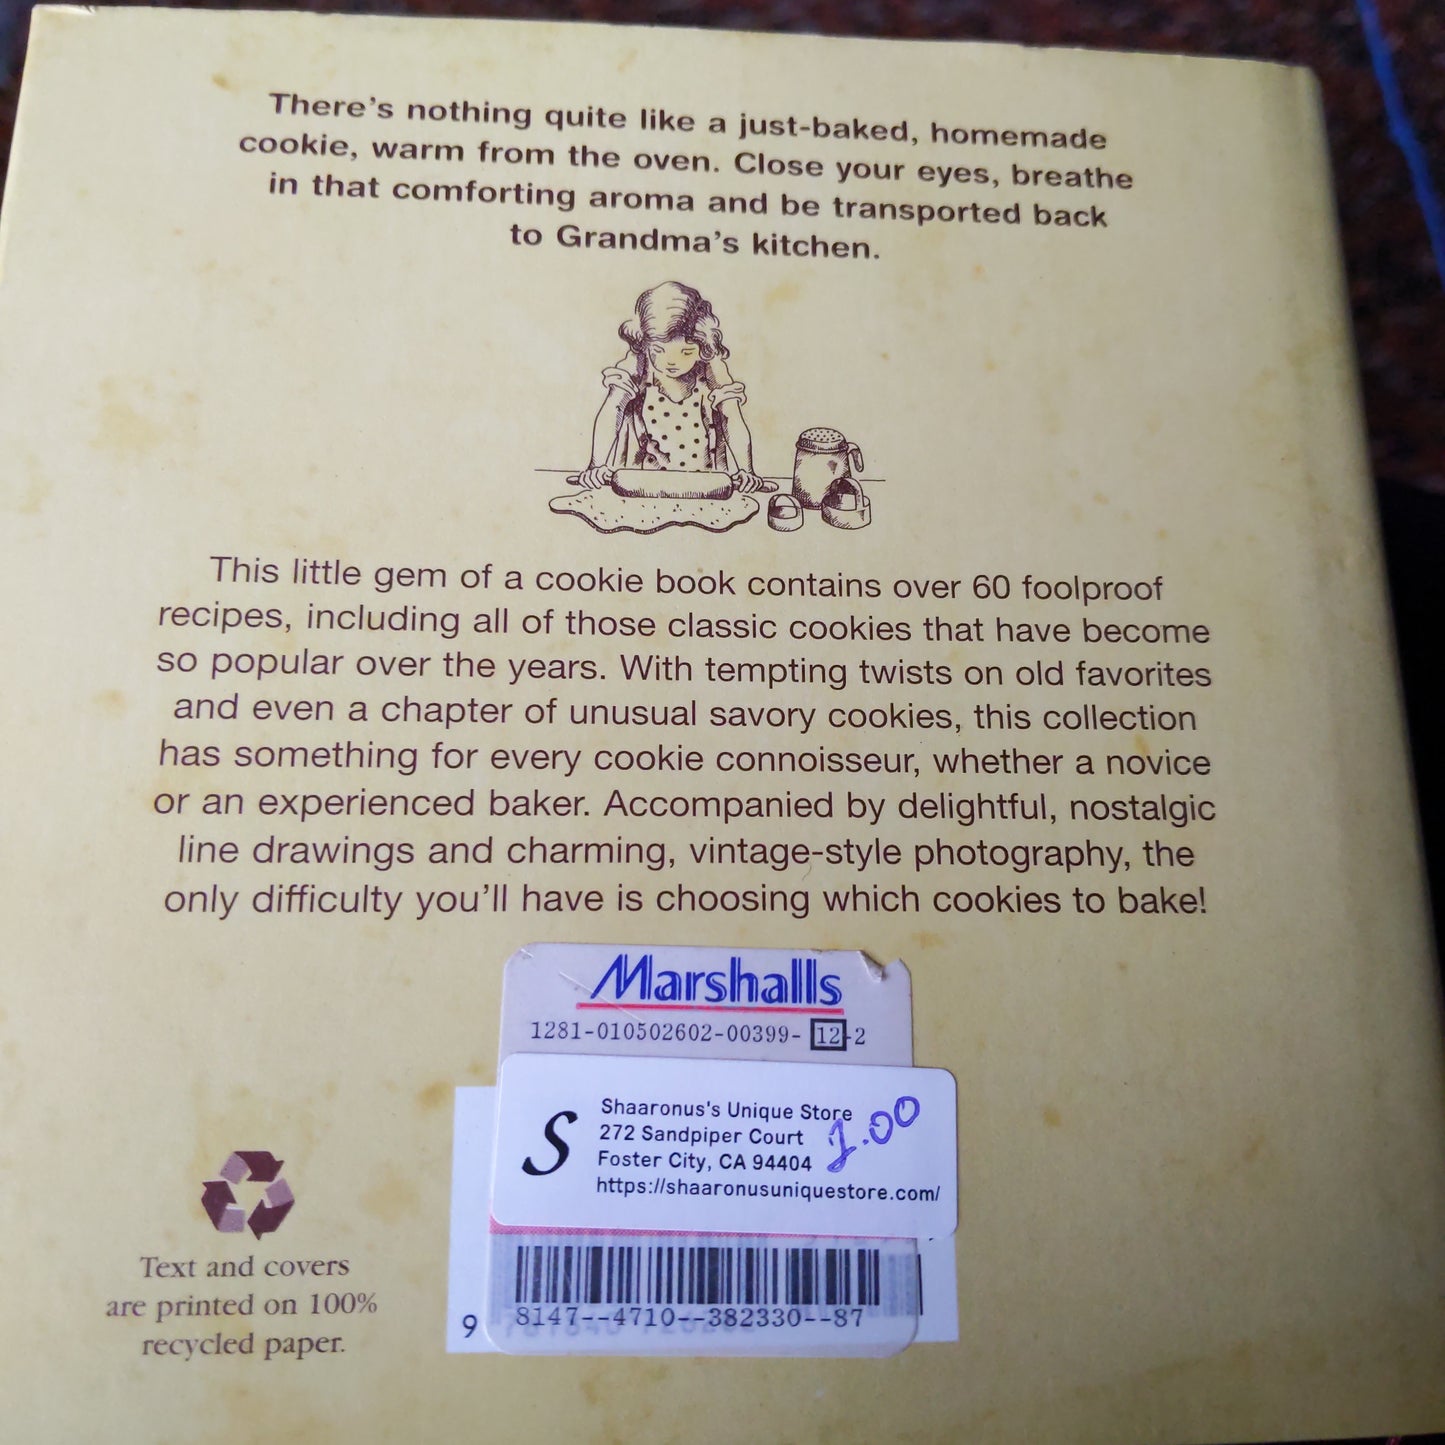 There's nothing quite like a just-baked, homemade
cookie, warm from the oven. Close your eyes, breathe
in that comforting aroma and be transported back
to Grandma's kitchen.
This little gem of a cookie book contains over 60 foolproof
recipes, including all of those classic cookies that have become
so popular over the years. With tempting twists on old favorites
and even a chapter of unusual savory cookies, this collection
has something for every cookie connoisseur, whether a novice
or an experienced baker. Accompanied by delightful, nostalgic
line drawings and charming, vintage-style photography, the
only difficulty you'll have is choosing which cookies to bake!
Marshalls
1281-010502602-00399- 12-2
S
Shaaronus's Unique Store
272 Sandpiper Court
Foster City, CA 94404
https://shaaronusuniquestore.com/
1.00
8147--4710--382330--87
9
Text and covers
are printed on 100%
recycled paper.